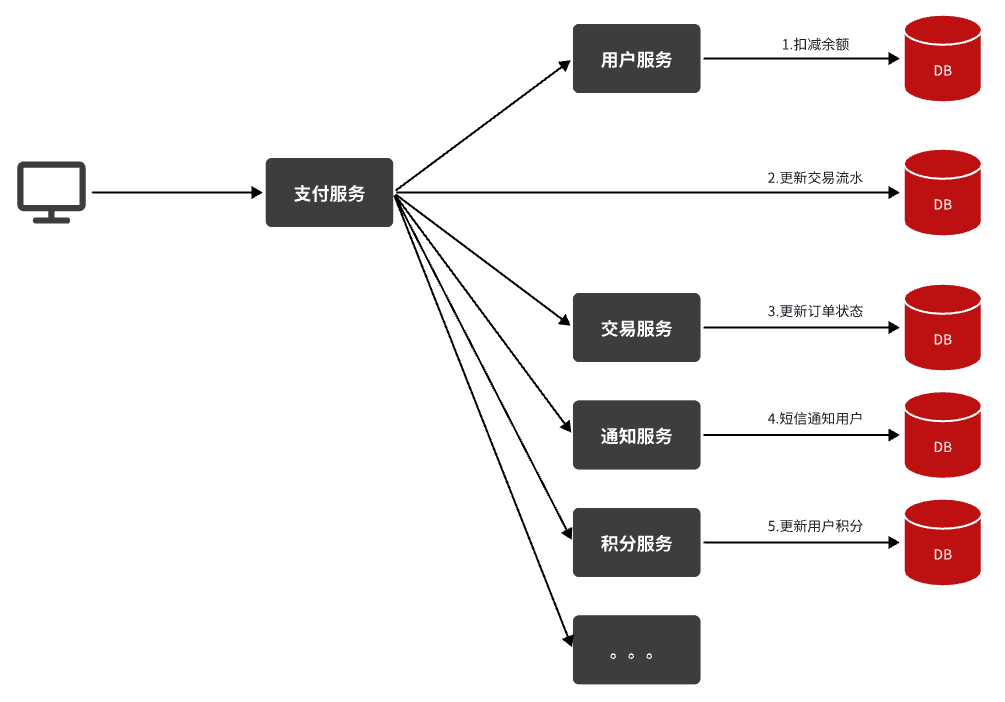 用户服务
1.扣减余额
DB
支付服务
2.更新交易流水
DB
交易服务
3.更新订单状态
DB
通知服务
4.短信通知用户
DB
积分服务
5.更新用户积分
DB
。。。